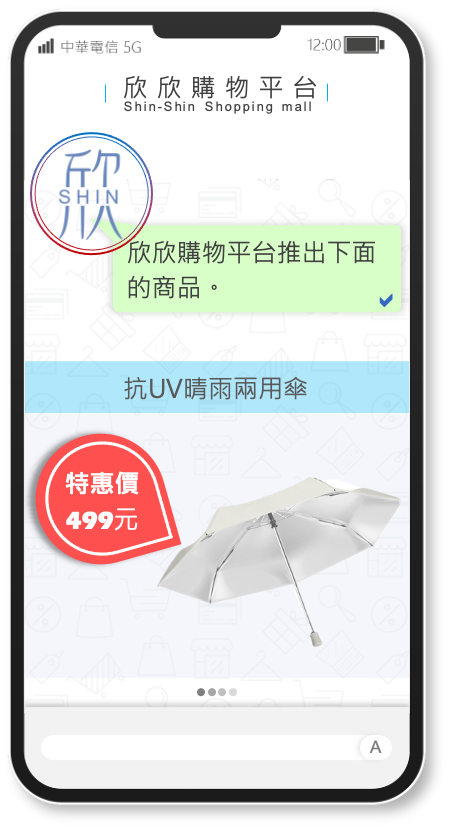 中華電信 5G 12:00
欣欣購物平台
Shin-Shin Shopping mall
欣
SHIN
欣欣購物平台推出下面
的商品。
抗UV晴雨兩用傘
特惠價
499元
A